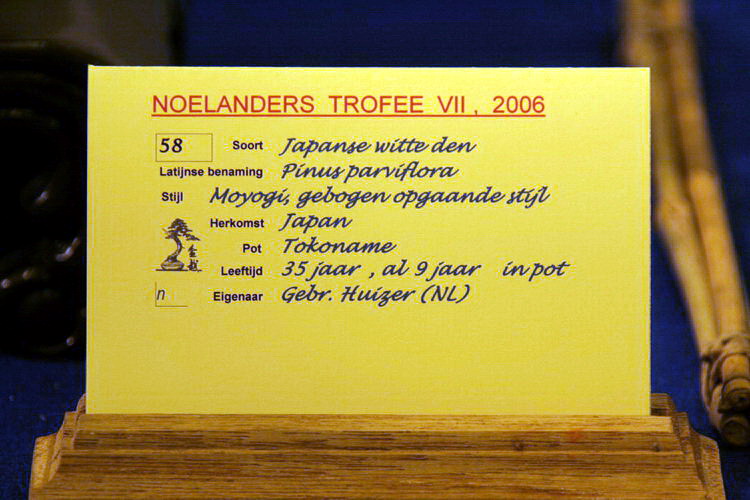 NOELANDERS TROFEE VII, 2006
58 Soort Japanse witte den
Latijnse benaming Pinus parviflora
Stijl Moyogi, gebogen opgaande stijl
Herkomst Japan
Pot Tokoname
Leeftijd 35 jaar , al 9 jaar in pot
n Eigenaar Gebr. Huizer (NL)